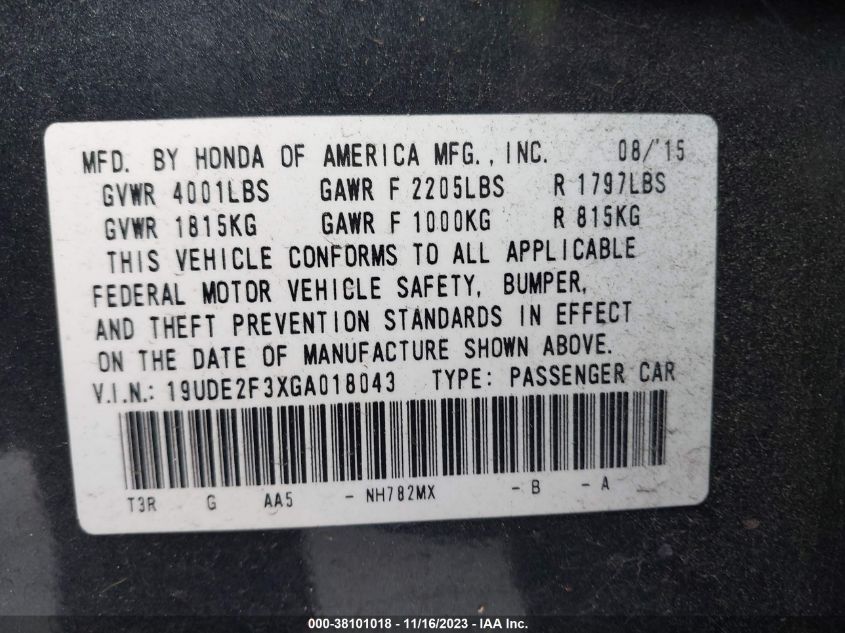 MFD. BY HONDA OF AMERICA MFG., INC. 08/'15
GVWR 4001LBS GAWR F 2205LBS R 1797LBS
GVWR 1815KG GAWR F 1000KG R 815KG
THIS VEHICLE CONFORMS TO ALL APPLICABLE
FEDERAL MOTOR VEHICLE SAFETY, BUMPER,
AND THEFT PREVENTION STANDARDS IN EFFECT
ON THE DATE OF MANUFACTURE SHOWN ABOVE.
V.I.N.: 19UDE2F3XGA018043 TYPE: PASSENGER CAR
T3R G AA5 - NH782MX - B - A
000-38101018 - 11/16/2023 - IAA Inc.